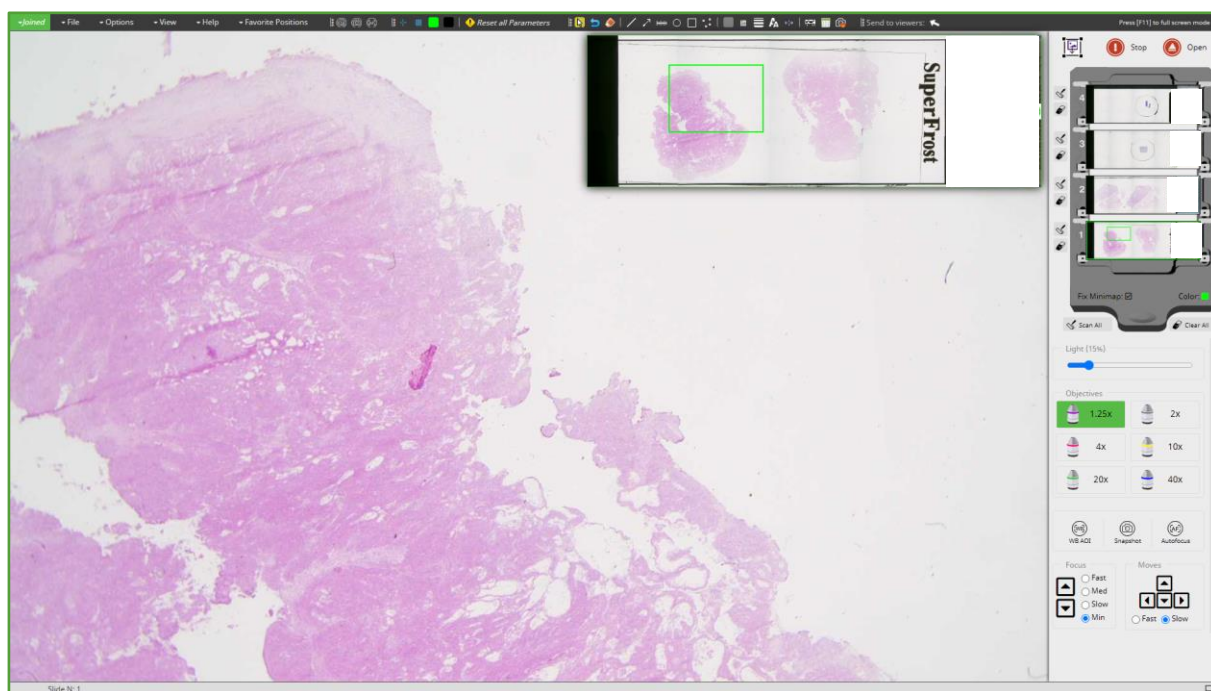 Joined File Options View Help Favorite Positions Reset all Parameters Send to viewers: Press [F11] to full screen mode
SuperFrost
Stop Open
4
3
2
1
Fix Minimap: Color:
Scan All Clear All
Light (15%)
Objectives
1.25x 2x
4x 10x
20x 40x
WB ADI Snapshot Autofocus
Focus Moves
Fast
Med
Slow
Min
Fast Slow
Slide N: 1